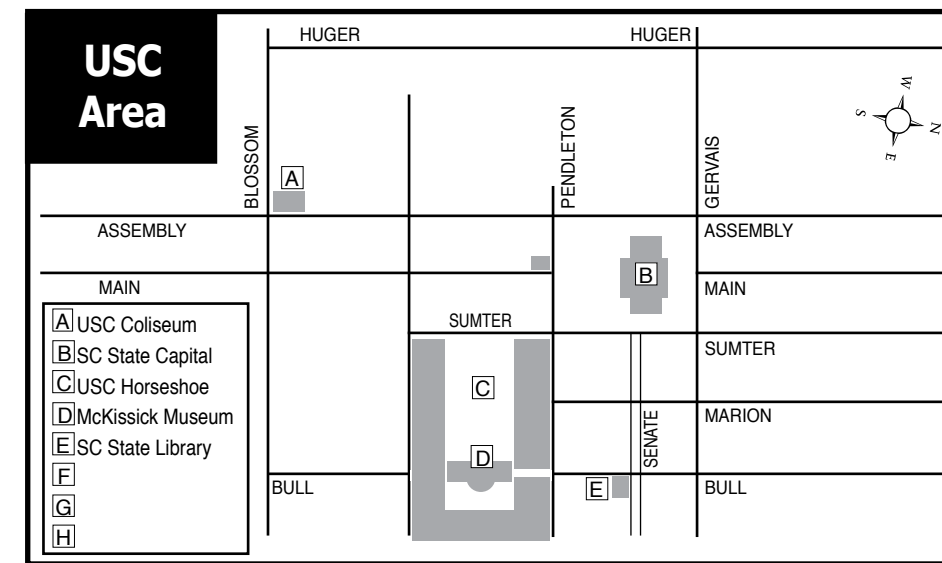 USC
Area
HUGER
HUGER
BLOSSOM
PENDLETON
GERVAIS
W
S
N
E
A
ASSEMBLY
ASSEMBLY
B
MAIN
MAIN
SUMTER
SUMTER
C
MARION
SENATE
D
BULL
E
BULL
A USC Coliseum
B SC State Capital
C USC Horseshoe
D McKissick Museum
E SC State Library
F
G
H